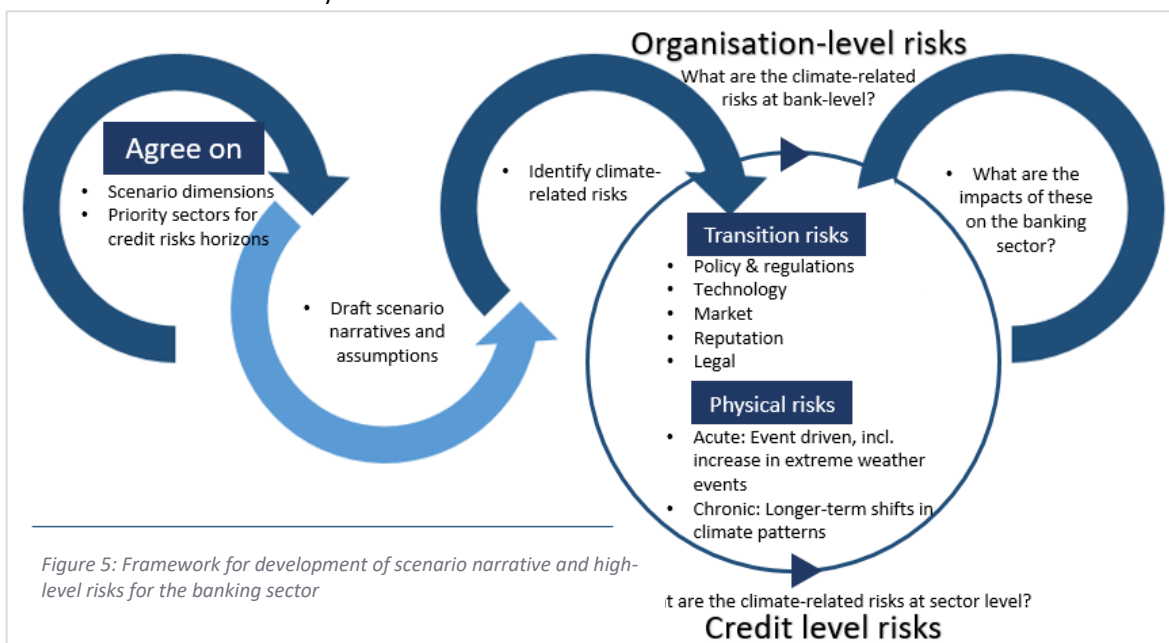 Organisation-level risks
What are the climate-related
risks at bank-level?
Agree on
• Scenario dimensions
• Priority sectors for
credit risks horizons
• Draft scenario
narratives and
assumptions
• Identify climate-
related risks
Transition risks
• Policy & regulations
• Technology
• Market
• Reputation
• Legal
Physical risks
• Acute: Event driven, incl.
increase in extreme weather
events
• Chronic: Longer-term shifts in
climate patterns
• What are the
impacts of these
on the banking
sector?
Figure 5: Framework for development of scenario narrative and high-
level risks for the banking sector
t are the climate-related risks at sector level?
Credit level risks